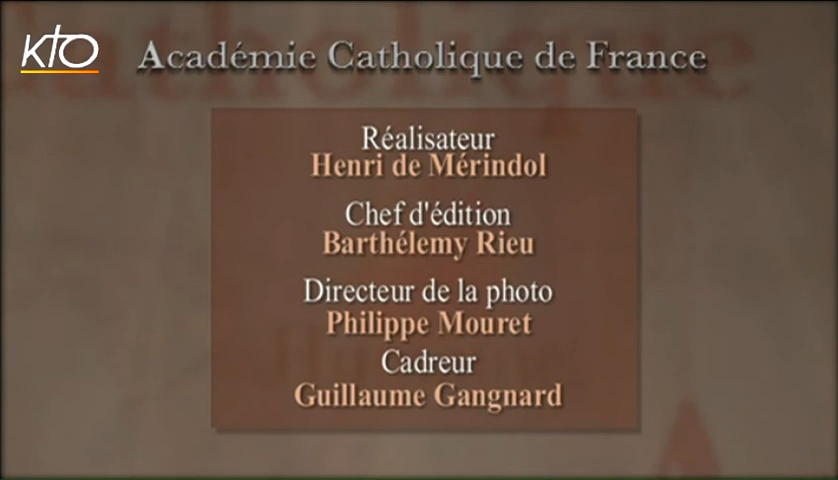 KTO
Académie Catholique de France
Réalisateur
Henri de Mérindol
Chef d'édition
Barthélemy Rieu
Directeur de la photo
Philippe Mouret
Cadreur
Guillaume Gangnard